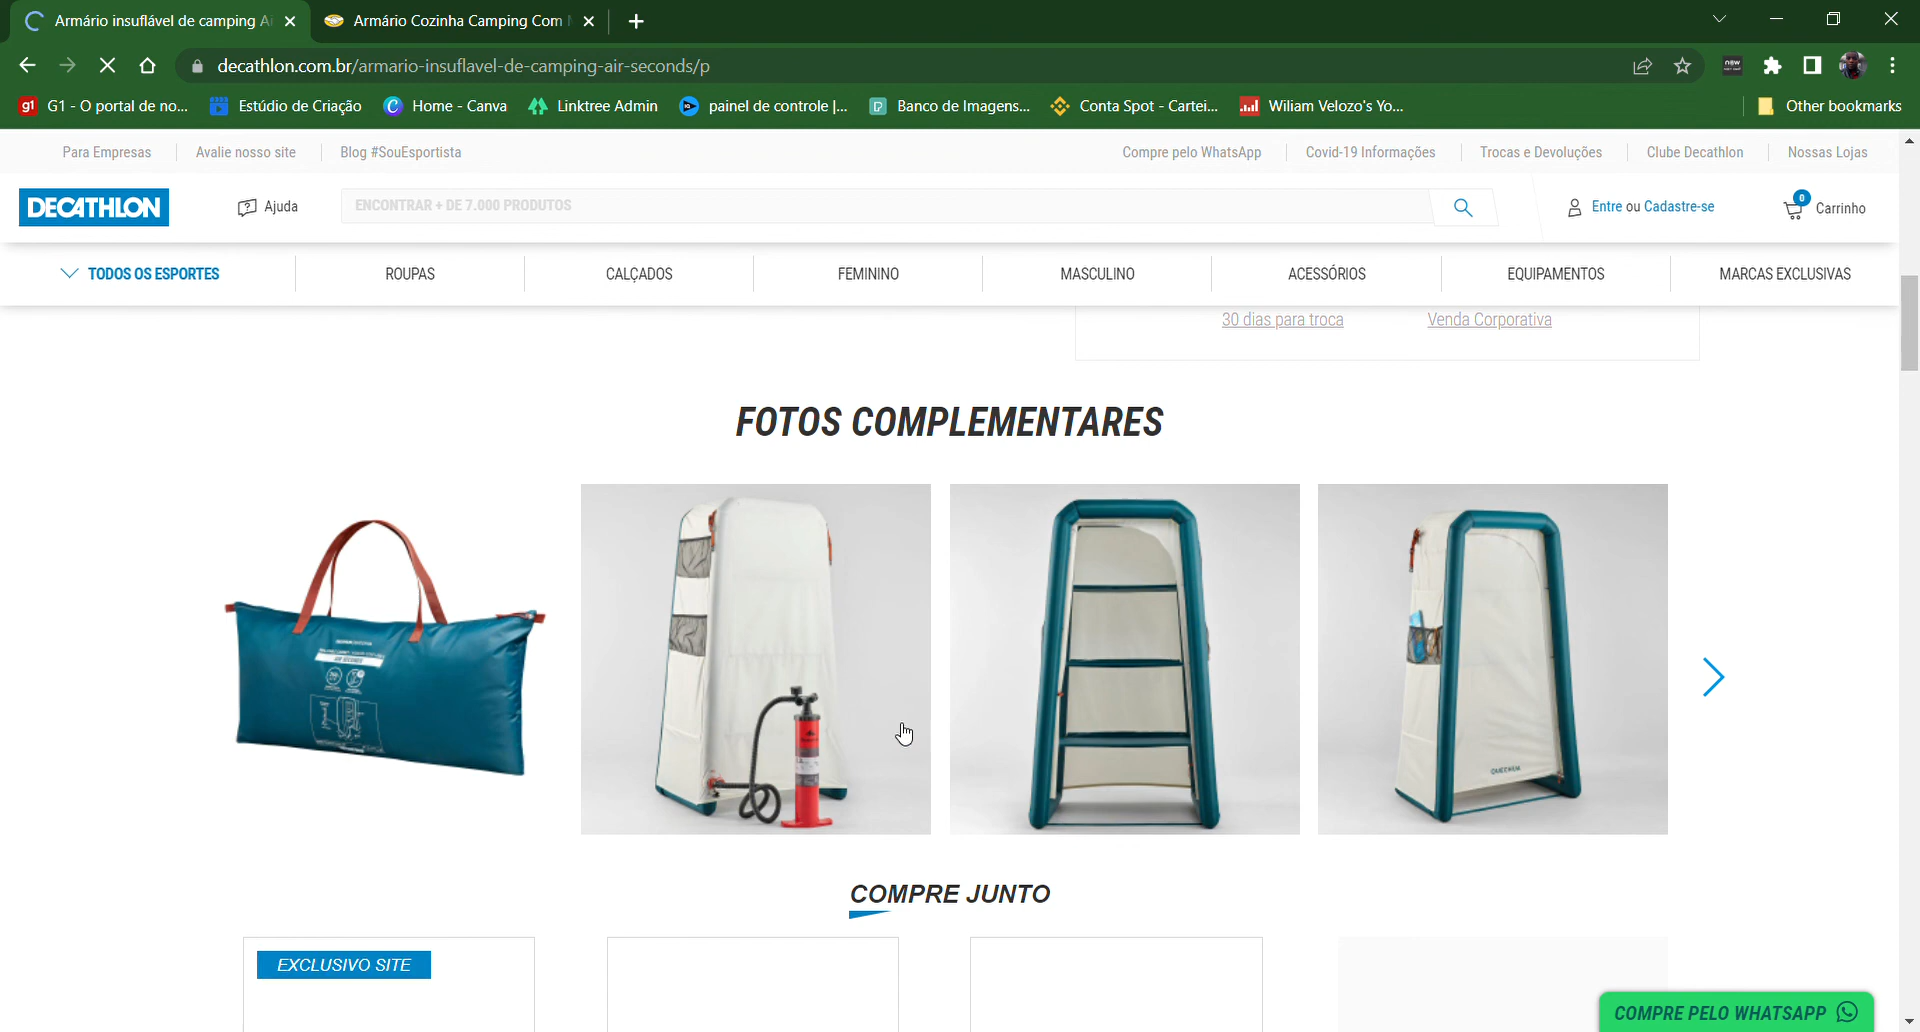 Armário insuflável de camping Ai
Armário Cozinha Camping Com
decathlon.com.br/armario-insuflavel-de-camping-air-seconds/p
G1 - O portal de no...
Estúdio de Criação
Home - Canva
Linktree Admin
painel de controle |...
Banco de Imagens...
Conta Spot - Cartei...
Wiliam Velozo's Yo...
Other bookmarks
Para Empresas
Avalie nosso site
Blog #SouEsportista
Compre pelo WhatsApp
Covid-19 Informações
Trocas e Devoluções
Clube Decathlon
Nossas Lojas
DECATHLON
Ajuda
ENCONTRAR + DE 7.000 PRODUTOS
Entre ou Cadastre-se
0
Carrinho
TODOS OS ESPORTES
ROUPAS
CALÇADOS
FEMININO
MASCULINO
ACESSÓRIOS
EQUIPAMENTOS
MARCAS EXCLUSIVAS
30 dias para troca
Venda Corporativa
FOTOS COMPLEMENTARES
AIR SECONDS
QUECHUA
COMPRE JUNTO
EXCLUSIVO SITE
COMPRE PELO WHATSAPP